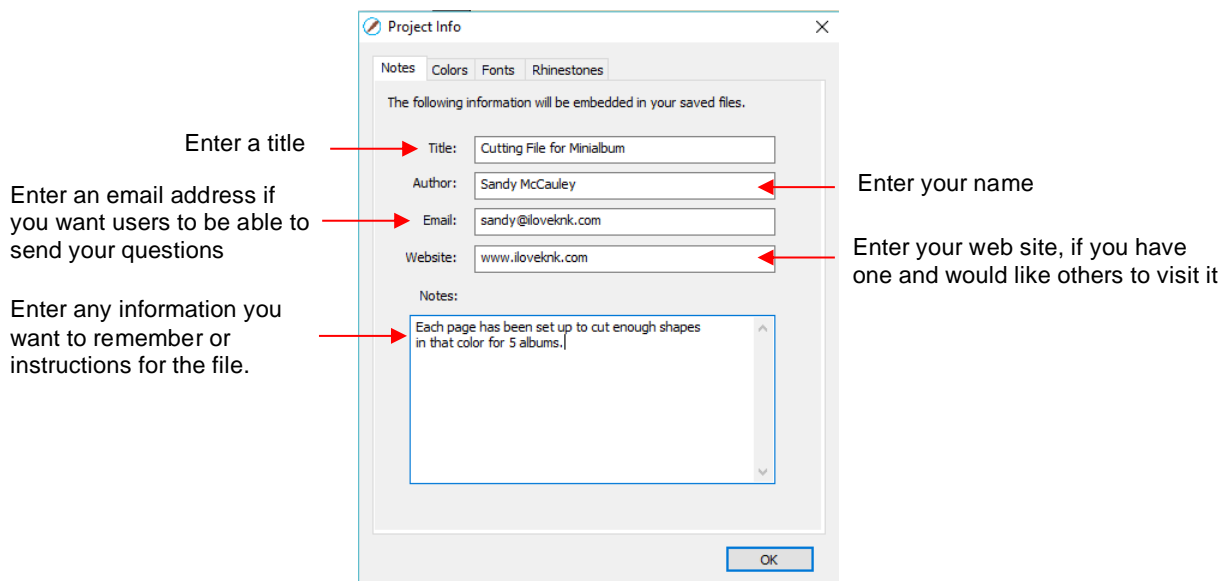 Project Info
Notes Colors Fonts Rhinestones
The following information will be embedded in your saved files.
Enter a title
Title: Cutting File for Minialbum
Author: Sandy McCauley
Enter your name
Enter an email address if
you want users to be able to
send your questions
Email: sandy@iloveknk.com
Website: www.iloveknk.com
Enter your web site, if you have
one and would like others to visit it
Notes:
Enter any information you
want to remember or
instructions for the file.
Each page has been set up to cut enough shapes
in that color for 5 albums.
OK